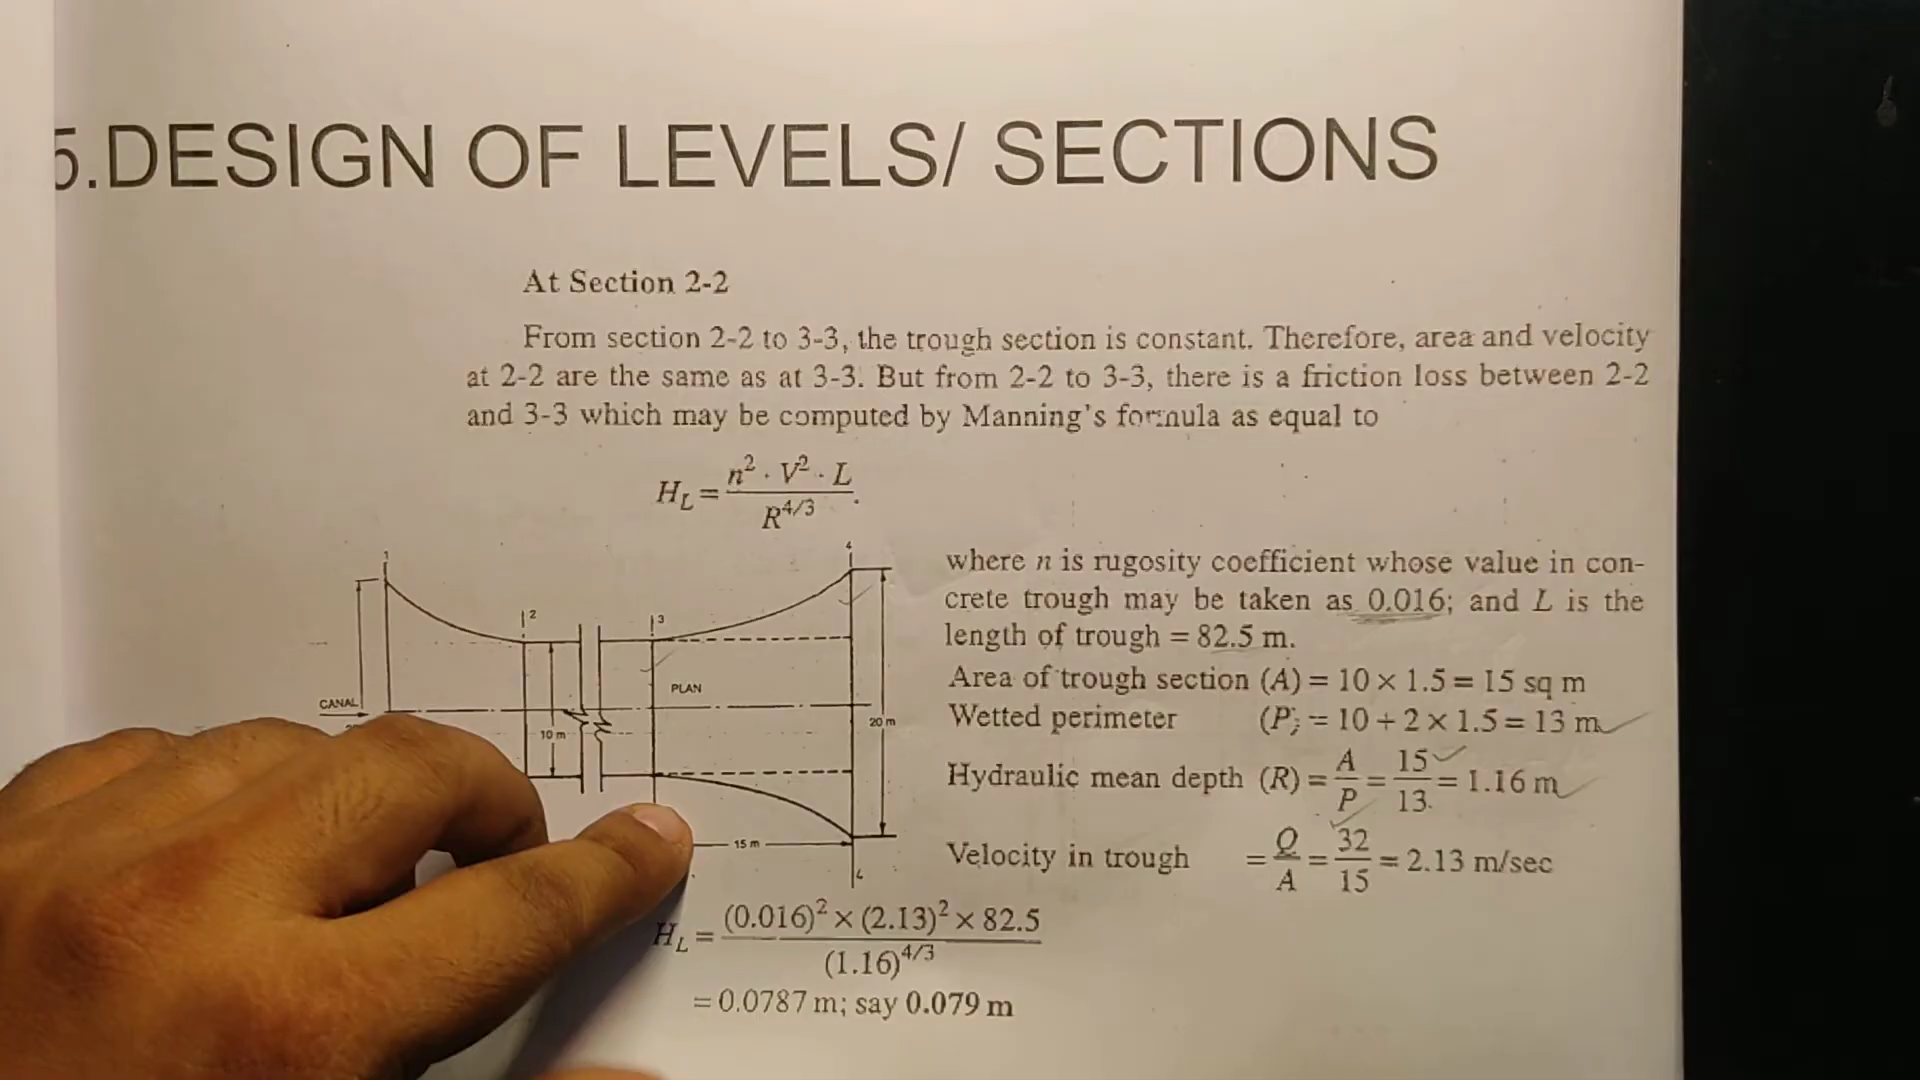 5.DESIGN OF LEVELS/ SECTIONS
At Section 2-2
From section 2-2 to 3-3, the trough section is constant. Therefore, area and velocity
at 2-2 are the same as at 3-3. But from 2-2 to 3-3, there is a friction loss between 2-2
and 3-3 which may be computed by Manning's formula as equal to
H_L = n² · V² · L / R^4/3 .
1
2
3
4
CANAL
10 m
PLAN
20 m
15 m
4
where n is rugosity coefficient whose value in con-
crete trough may be taken as 0.016; and L is the
length of trough = 82.5 m.
Area of trough section (A) = 10 × 1.5 = 15 sq m
Wetted perimeter (P) = 10 + 2 × 1.5 = 13 m
Hydraulic mean depth (R) = A/P = 15/13 = 1.16 m
Velocity in trough = Q/A = 32/15 = 2.13 m/sec
H_L = (0.016)² × (2.13)² × 82.5 / (1.16)^4/3
= 0.0787 m; say 0.079 m